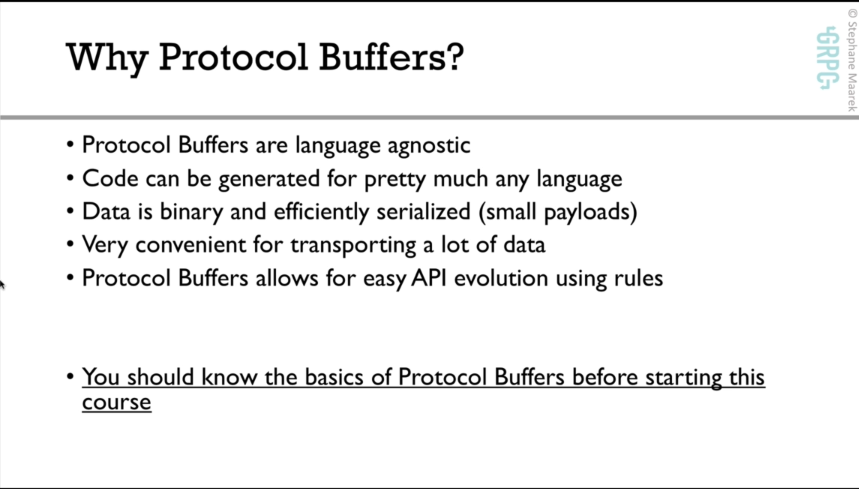 Why Protocol Buffers?
gRPC
© Stephane Maarek
• Protocol Buffers are language agnostic
• Code can be generated for pretty much any language
• Data is binary and efficiently serialized (small payloads)
• Very convenient for transporting a lot of data
• Protocol Buffers allows for easy API evolution using rules
• You should know the basics of Protocol Buffers before starting this
course